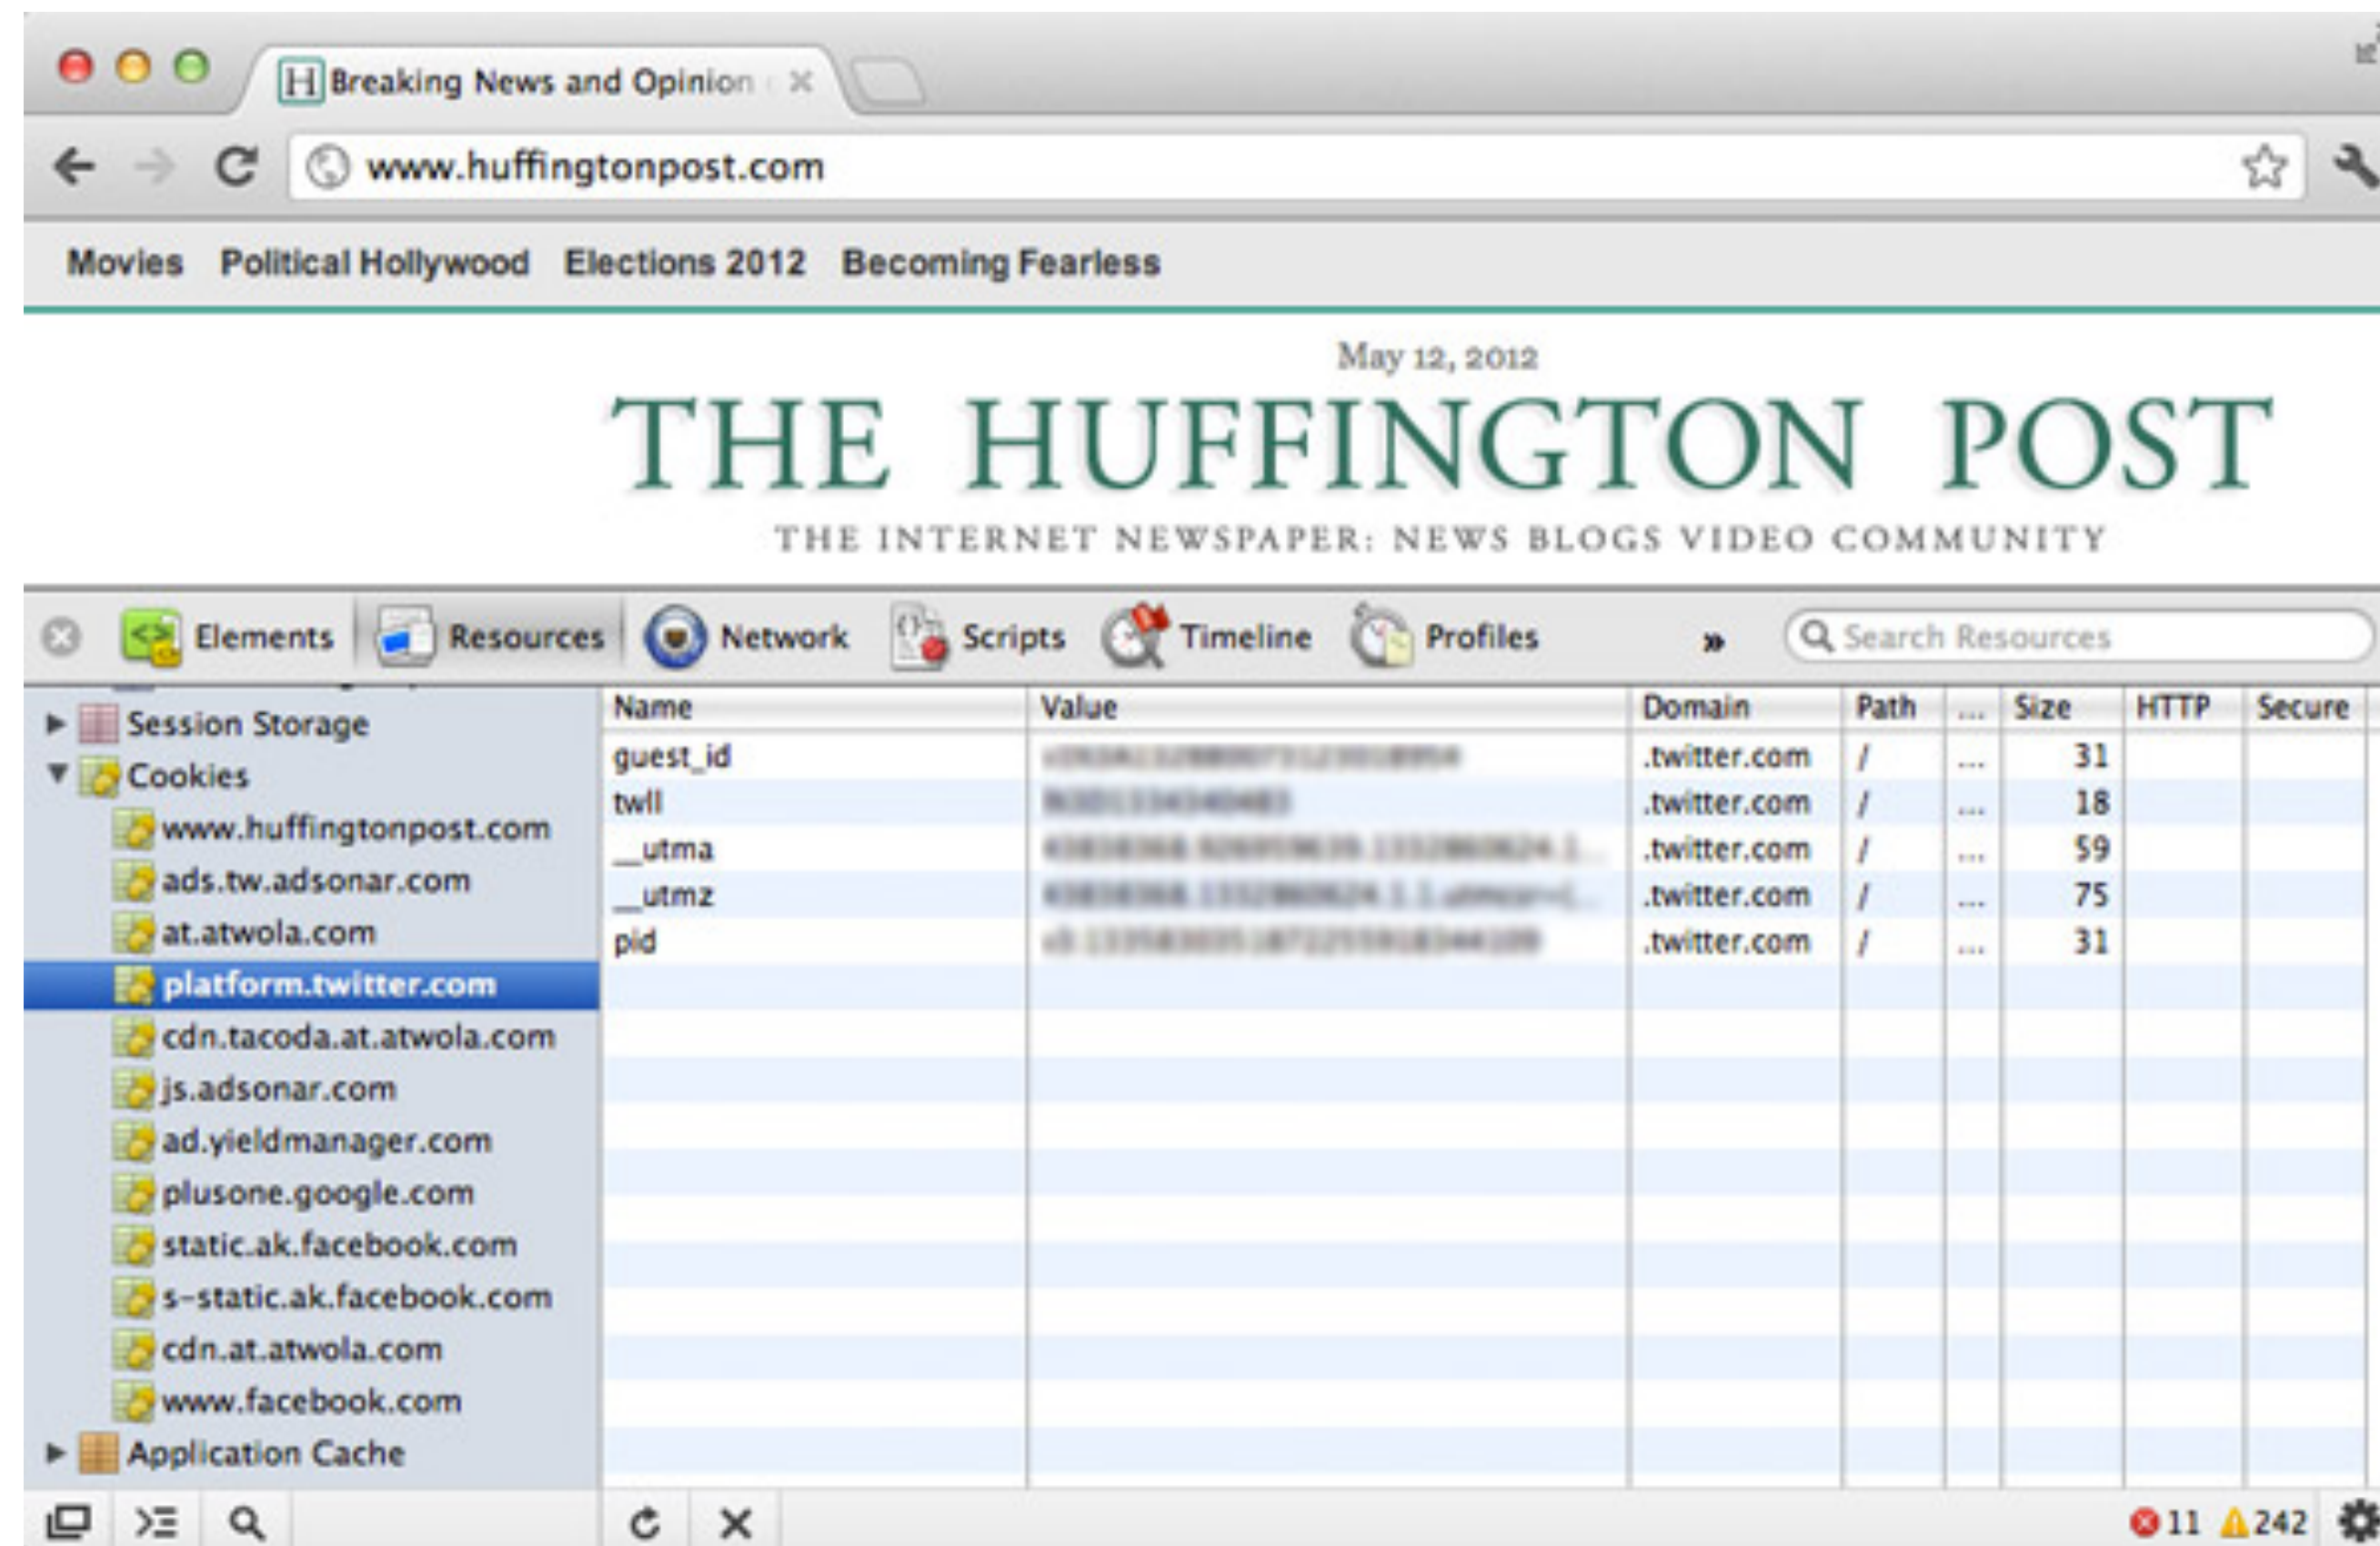 H Breaking News and Opinion
www.huffingtonpost.com
Movies Political Hollywood Elections 2012 Becoming Fearless
May 12, 2012
THE HUFFINGTON POST
THE INTERNET NEWSPAPER: NEWS BLOGS VIDEO COMMUNITY
Elements Resources Network Scripts Timeline Profiles » Search Resources
Session Storage
Cookies
www.huffingtonpost.com
ads.tw.adsonar.com
at.atwola.com
platform.twitter.com
cdn.tacoda.at.atwola.com
js.adsonar.com
ad.yieldmanager.com
plusone.google.com
static.ak.facebook.com
s-static.ak.facebook.com
cdn.at.atwola.com
www.facebook.com
Application Cache
Name Value Domain Path ... Size HTTP Secure
guest_id .twitter.com / ... 31
twll .twitter.com / ... 18
__utma .twitter.com / ... 59
__utmz .twitter.com / ... 75
pid .twitter.com / ... 31
11 242